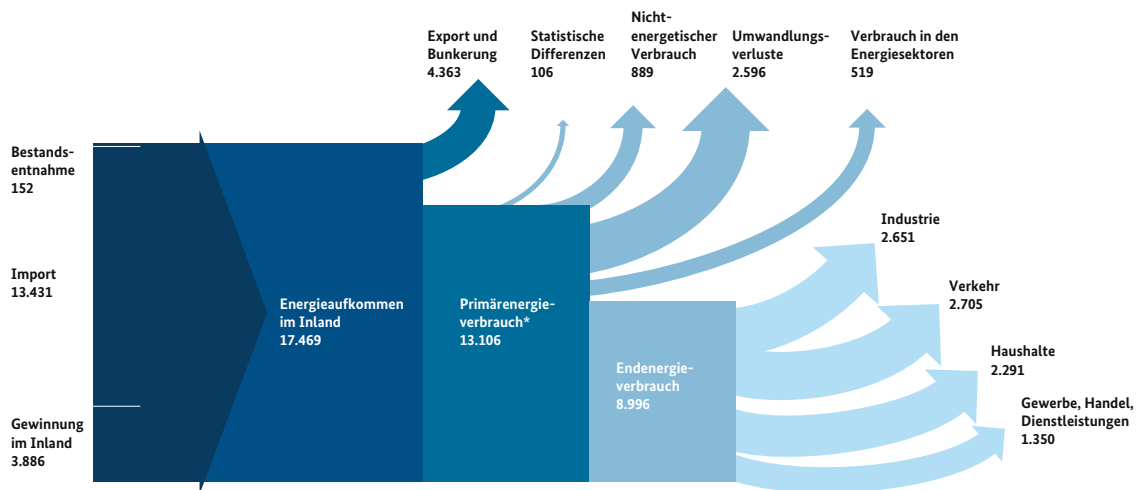 Export und
Bunkerung
4.363
Statistische
Differenzen
106
Nicht-
energetischer
Verbrauch
889
Umwandlungs-
verluste
2.596
Verbrauch in den
Energiesektoren
519
Bestands-
entnahme
152
Import
13.431
Gewinnung
im Inland
3.886
Energieaufkommen
im Inland
17.469
Primärenergie-
verbrauch*
13.106
Endenergie-
verbrauch
8.996
Industrie
2.651
Verkehr
2.705
Haushalte
2.291
Gewerbe, Handel,
Dienstleistungen
1.350